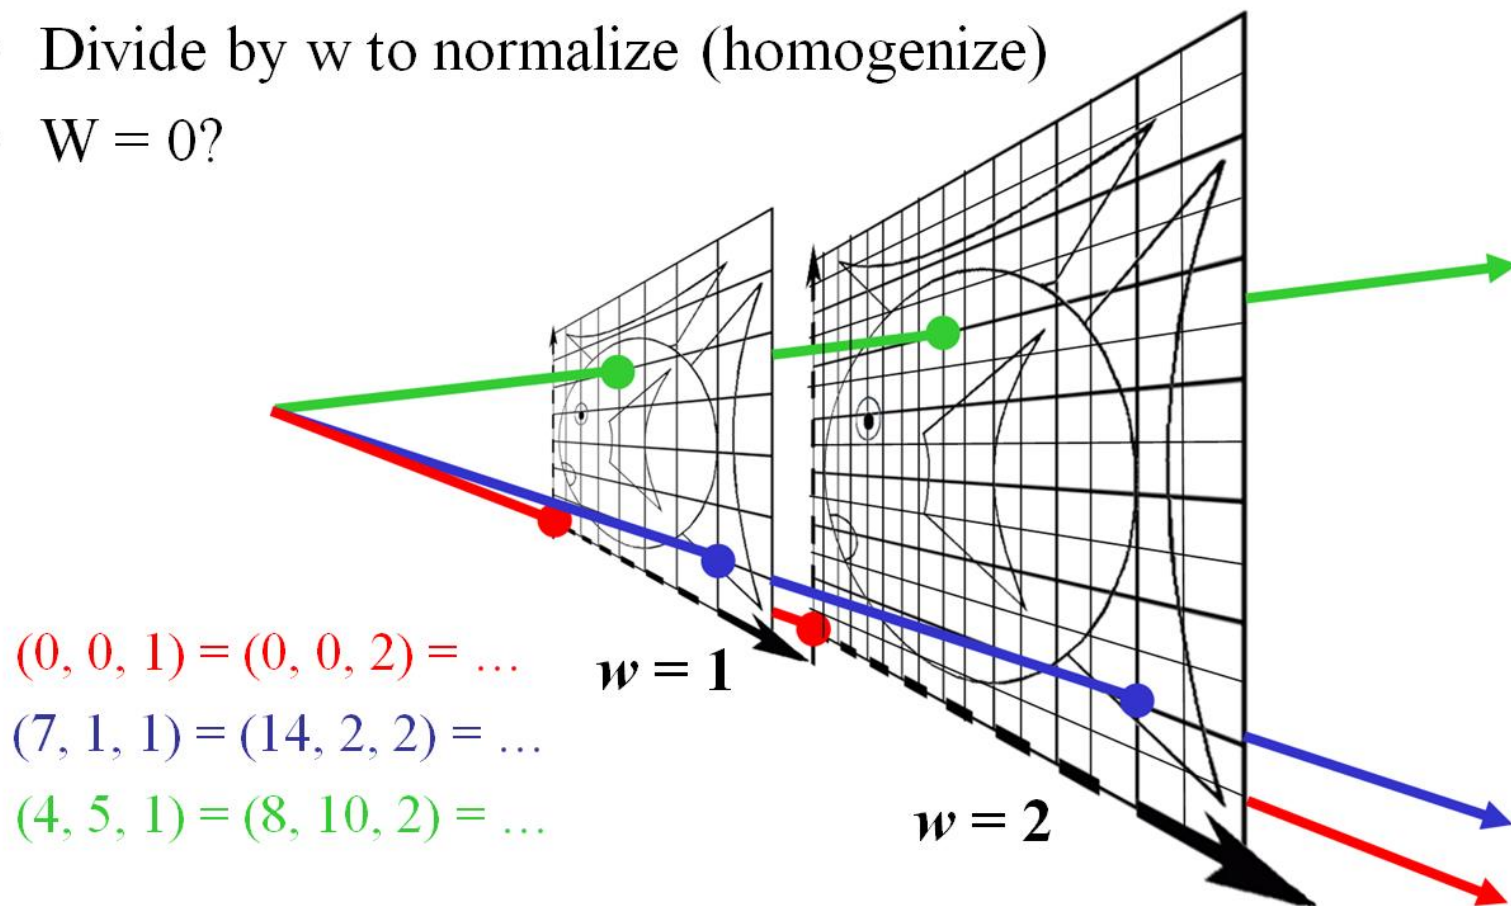 Divide by w to normalize (homogenize)
W = 0?
(0, 0, 1) = (0, 0, 2) = …
w = 1
(7, 1, 1) = (14, 2, 2) = …
(4, 5, 1) = (8, 10, 2) = …
w = 2